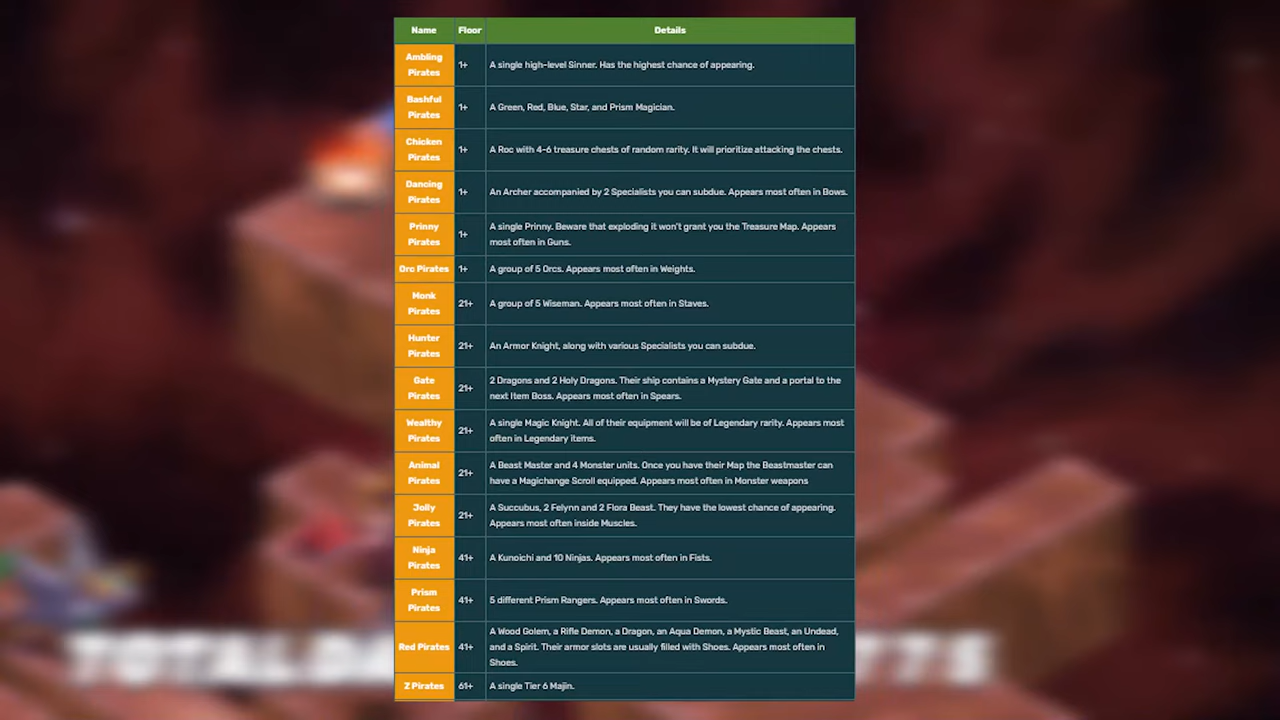 Name Floor Details
Ambling
Pirates
1+
A single high-level Sinner. Has the highest chance of appearing.
Bashful
Pirates
1+
A Green, Red, Blue, Star, and Prism Magician.
Chicken
Pirates
1+
A Roc with 4-6 treasure chests of random rarity. It will prioritize attacking the chests.
Dancing
Pirates
1+
An Archer accompanied by 2 Specialists you can subdue. Appears most often in Bows.
Prinny
Pirates
1+
A single Prinny. Beware that exploding it won't grant you the Treasure Map. Appears
most often in Guns.
Orc Pirates
1+
A group of 5 Orcs. Appears most often in Weights.
Monk
Pirates
21+
A group of 5 Wiseman. Appears most often in Staves.
Hunter
Pirates
21+
An Armor Knight, along with various Specialists you can subdue.
Gate
Pirates
21+
2 Dragons and 2 Holy Dragons. Their ship contains a Mystery Gate and a portal to the
next Item Boss. Appears most often in Spears.
Wealthy
Pirates
21+
A single Magic Knight. All of their equipment will be of Legendary rarity. Appears most
often in Legendary items.
Animal
Pirates
21+
A Beast Master and 4 Monster units. Once you have their Map the Beastmaster can
have a Magichange Scroll equipped. Appears most often in Monster weapons
Jolly
Pirates
21+
A Succubus, 2 Felynn and 2 Flora Beast. They have the lowest chance of appearing.
Appears most often inside Muscles.
Ninja
Pirates
41+
A Kunoichi and 10 Ninjas. Appears most often in Fists.
Prism
Pirates
41+
5 different Prism Rangers. Appears most often in Swords.
Red Pirates
41+
A Wood Golem, a Rifle Demon, a Dragon, an Aqua Demon, a Mystic Beast, an Undead,
and a Spirit. Their armor slots are usually filled with Shoes. Appears most often in
Shoes.
Z Pirates
61+
A single Tier 6 Majin.